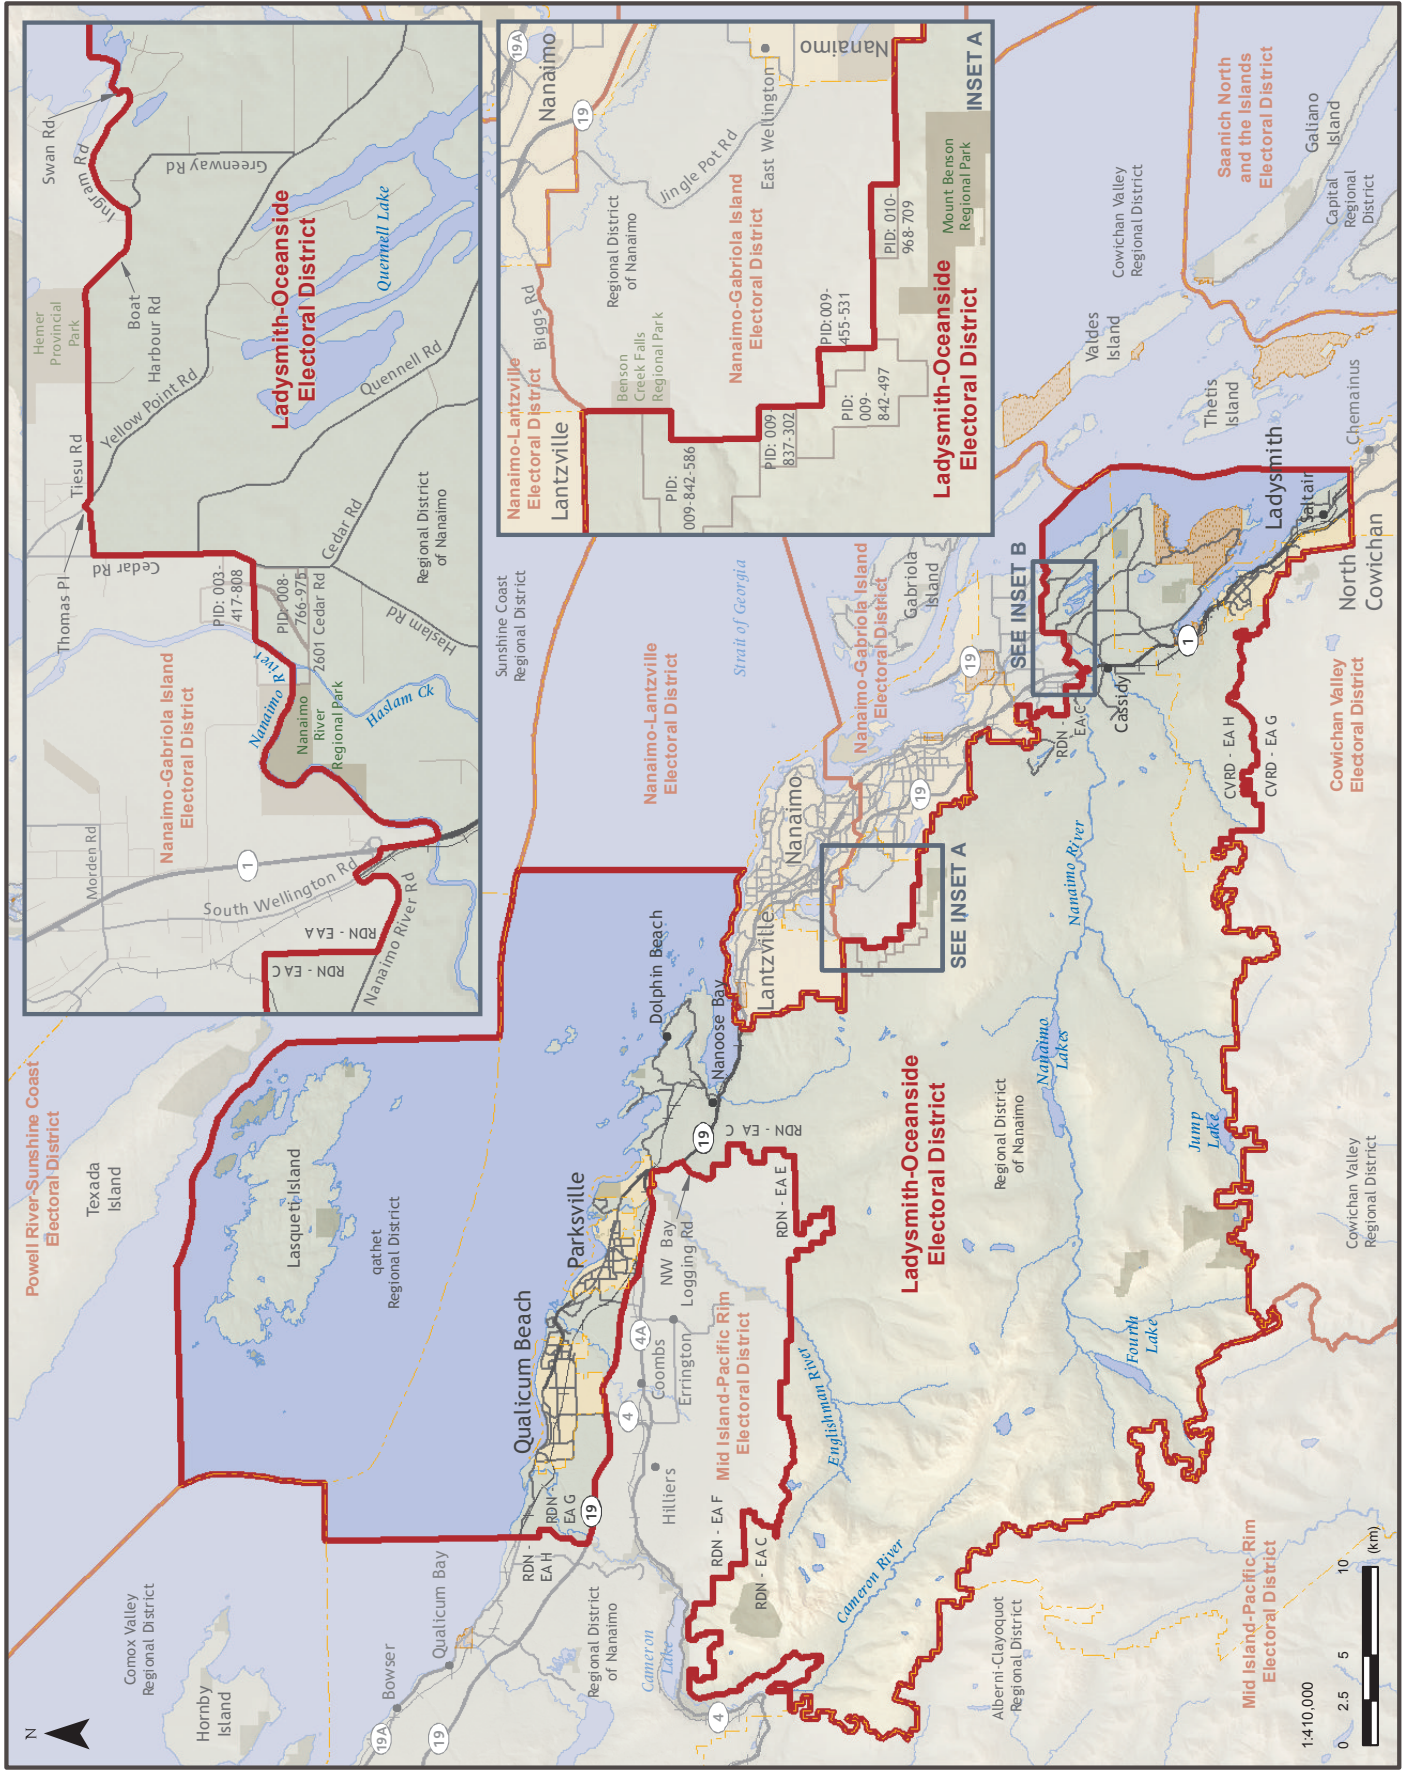 N
Comox Valley
Regional District
Hornby
Island
Bowser
Qualicum Bay
19A
19
Powell River-Sunshine Coast
Electoral District
Texada
Island
Lasqueti Island
qathet
Regional District
Qualicum Beach
Parksville
RDN -
EA H
RDN
EA G
19
Regional District
of Nanaimo
Cameron
Lake
4
Hilliers
4
4A
Coombs
Errington
NW Bay
Logging Rd
Mid Island-Pacific Rim
Electoral District
RDN - EA F
RDN - EA C
RDN - EA E
RDN - EA C
19
Dolphin Beach
Nanoose Bay
Englishman River
Cameron River
Alberni-Clayoquot
Regional District
Mid Island-Pacific Rim
Electoral District
1:410,000
0
2.5
5
10
(km)
Ladysmith-Oceanside
Electoral District
Regional District
of Nanaimo
Nanaimo
Lakes
Nanaimo River
Jump
Lake
Fourth
Lake
Cowichan Valley
Regional District
Lantzville
Nanaimo
19
19
SEE INSET A
SEE INSET B
Sunshine Coast
Regional District
Nanaimo-Lantzville
Electoral District
Strait of Georgia
Nanaimo-Gabriola Island
Electoral District
Gabriola
Island
RDN -
EA C
Cassidy
1
CVRD - EA H
CVRD - EA G
Cowichan Valley
Electoral District
Ladysmith
Saltair
North
Cowichan
Chemainus
Thetis
Island
Valdes
Island
Cowichan Valley
Regional District
Saanich North
and the Islands
Electoral District
Galiano
Island
Capital
Regional
District
Nanaimo-Lantzville
Electoral District
Lantzville
Biggs Rd
Nanaimo
19A
19
Regional District
of Nanaimo
Benson
Creek Falls
Regional Park
Jingle Pot Rd
East Wellington
Nanaimo
Nanaimo-Gabriola Island
Electoral District
PID:
009-842-586
PID: 009-
837-302
PID:
009-
842-497
PID: 009-
455-531
PID: 010-
968-709
Mount Benson
Regional Park
Ladysmith-Oceanside
Electoral District
INSET A
Morden Rd
1
Nanaimo-Gabriola Island
Electoral District
South Wellington Rd
RDN - EA A
RDN - EA C
Nanaimo River Rd
Nanaimo River
Nanaimo
River
Regional Park
Haslam Ck
PID: 003-
417-808
PID: 008-
766-975
2601 Cedar Rd
Haslam Rd
Thomas Pl
Cedar Rd
Tiesu Rd
Yellow Point Rd
Hemer
Provincial
Park
Boat
Harbour Rd
Ingram Rd
Swan Rd
Greenway Rd
Ladysmith-Oceanside
Electoral District
Quennell Lake
Quennell Rd
Cedar Rd
Regional District
of Nanaimo